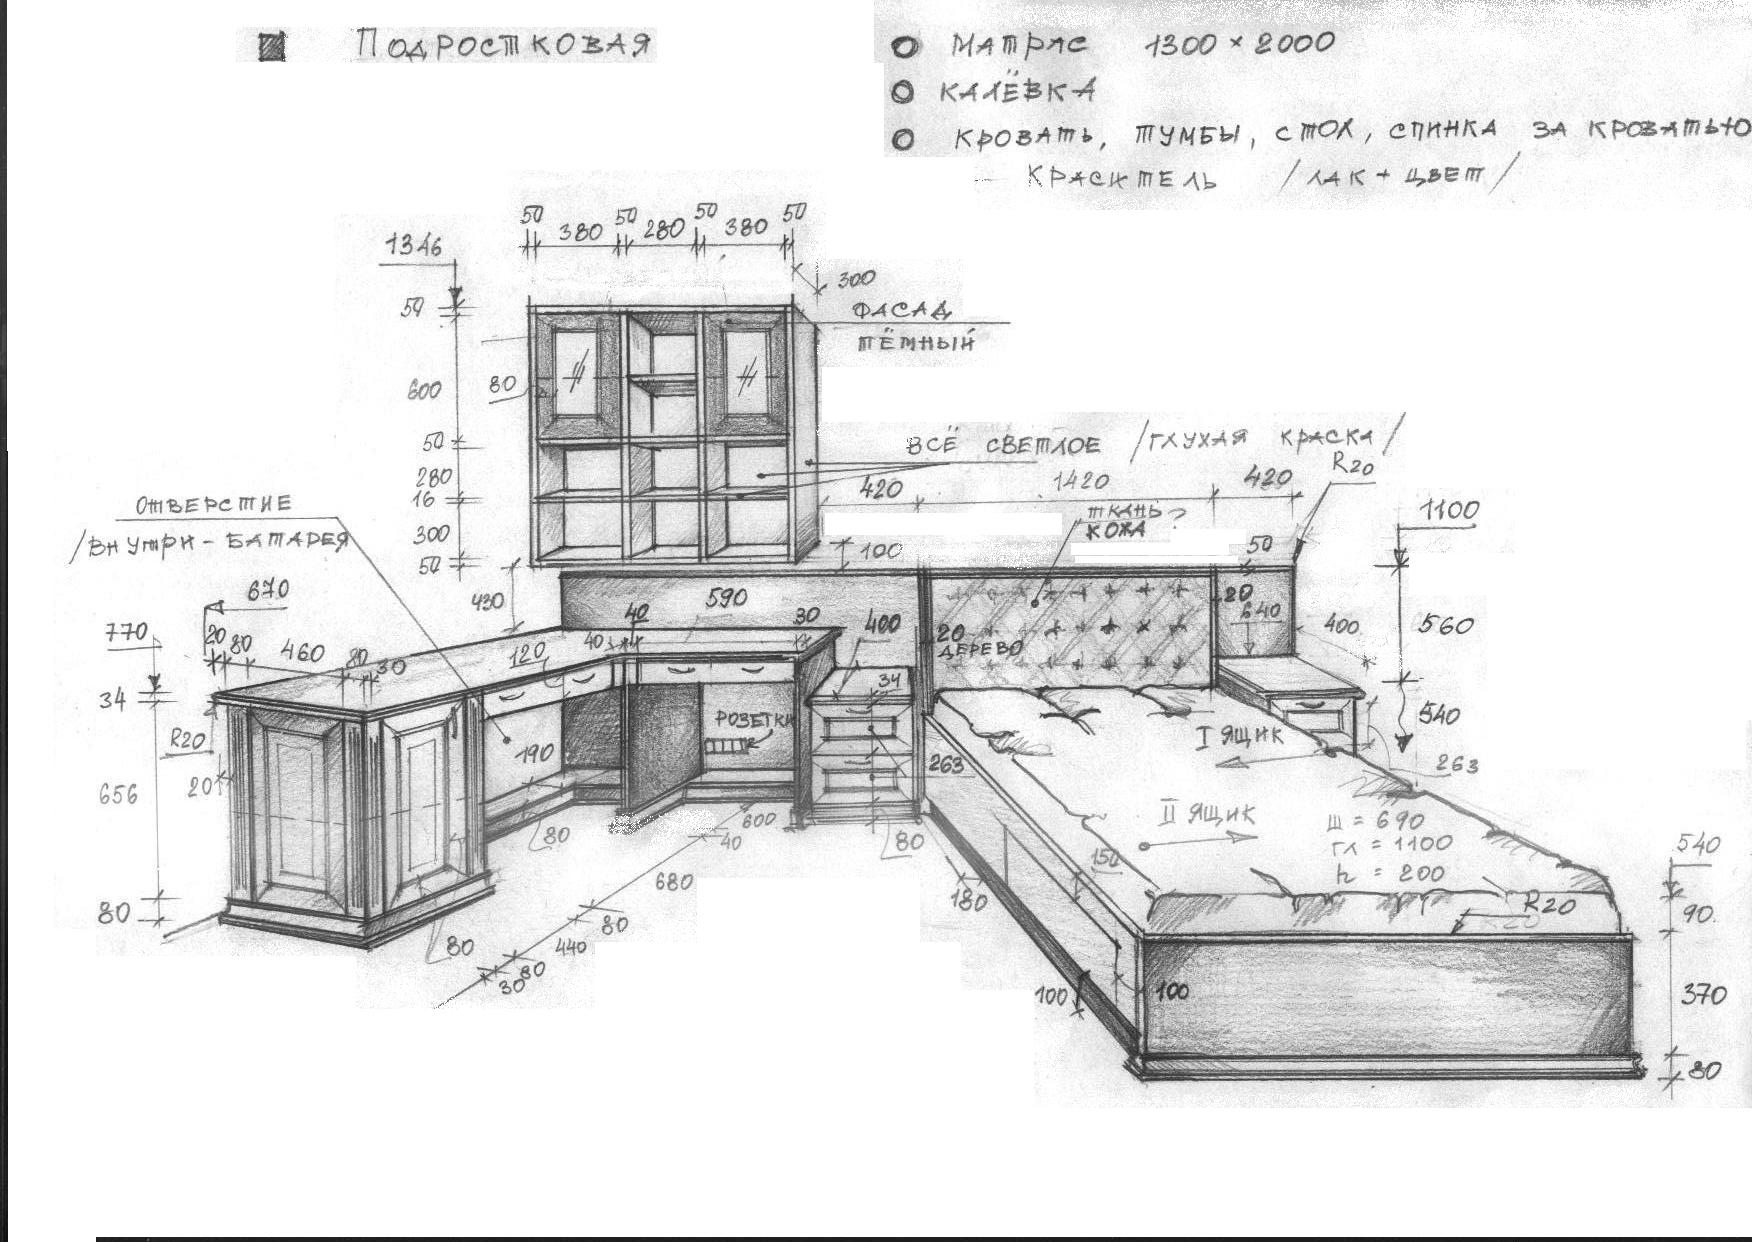 ПОДРОСТКОВАЯ
МАТРАС 1300 × 2000
КАЛЁВКА
КРОВАТЬ, ТУМБЫ, СТОЛ, СПИНКА ЗА КРОВАТЬЮ
- КРАСИТЕЛЬ /ЛАК + ЦВЕТ/
50 380 50 280 50 380 50
1346
300
50
ФАСАД
ТЁМНЫЙ
600
80
50
ВСЁ СВЕТЛОЕ /ГЛУХАЯ КРАСКА/
R20
280
16
420 1420 420
ОТВЕРСТИЕ
/ВНУТРИ - БАТАРЕЯ
ТКАНЬ?
КОЖА
1100
300
50
100
50
670
430
590
20
640
770
20 80 460 80 30
120
40 40
30
400
20
ДЕРЕВО
400
560
34
34
R20
РОЗЕТКИ
I ЯЩИК
540
190
263
263
656
20
II ЯЩИК
Ш = 690
ГЛ = 1100
h = 200
80
600
40
80
150
540
680
180
R20
90
80
80
80
440
80
30
100
100
370
80